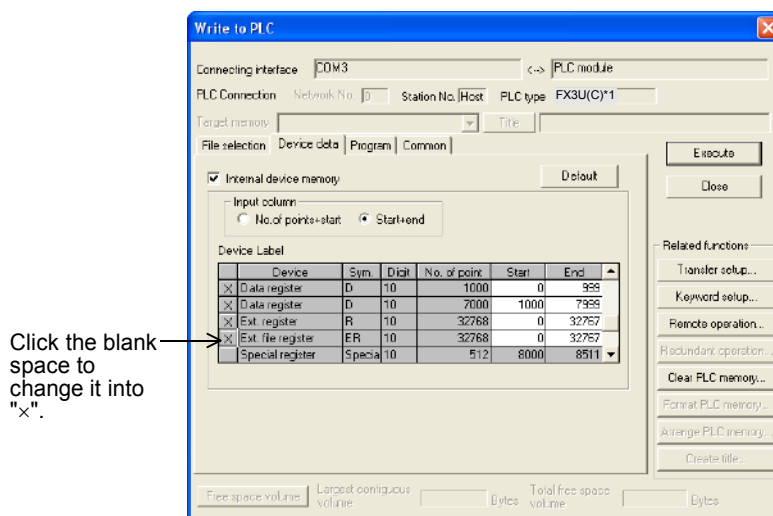 Write to PLC
Connecting interface COM3 <--> PLC module
PLC Connection Network No. 0 Station No. Host PLC type FX3U(C)*1
Target memory Title
File selection Device data Program Common
Execute
Internal device memory Default
Close
Input column
No.of points+start Start+end
Related functions
Device Label
Transfer setup...
Device Sym. Digit No. of point Start End
Data register D 10 1000 0 999
Keyword setup...
Data register D 10 7000 1000 7999
Ext. register R 10 32768 0 32767
Remote operation...
Ext. file register ER 10 32768 0 32767
Redundant operation...
Special register Specia 10 512 8000 8511
Click the blank
space to
change it into
"×".
Clear PLC memory...
Format PLC memory...
Arrange PLC memory...
Create title...
Free space volume Largest contiguous volume Bytes Total free space volume Bytes